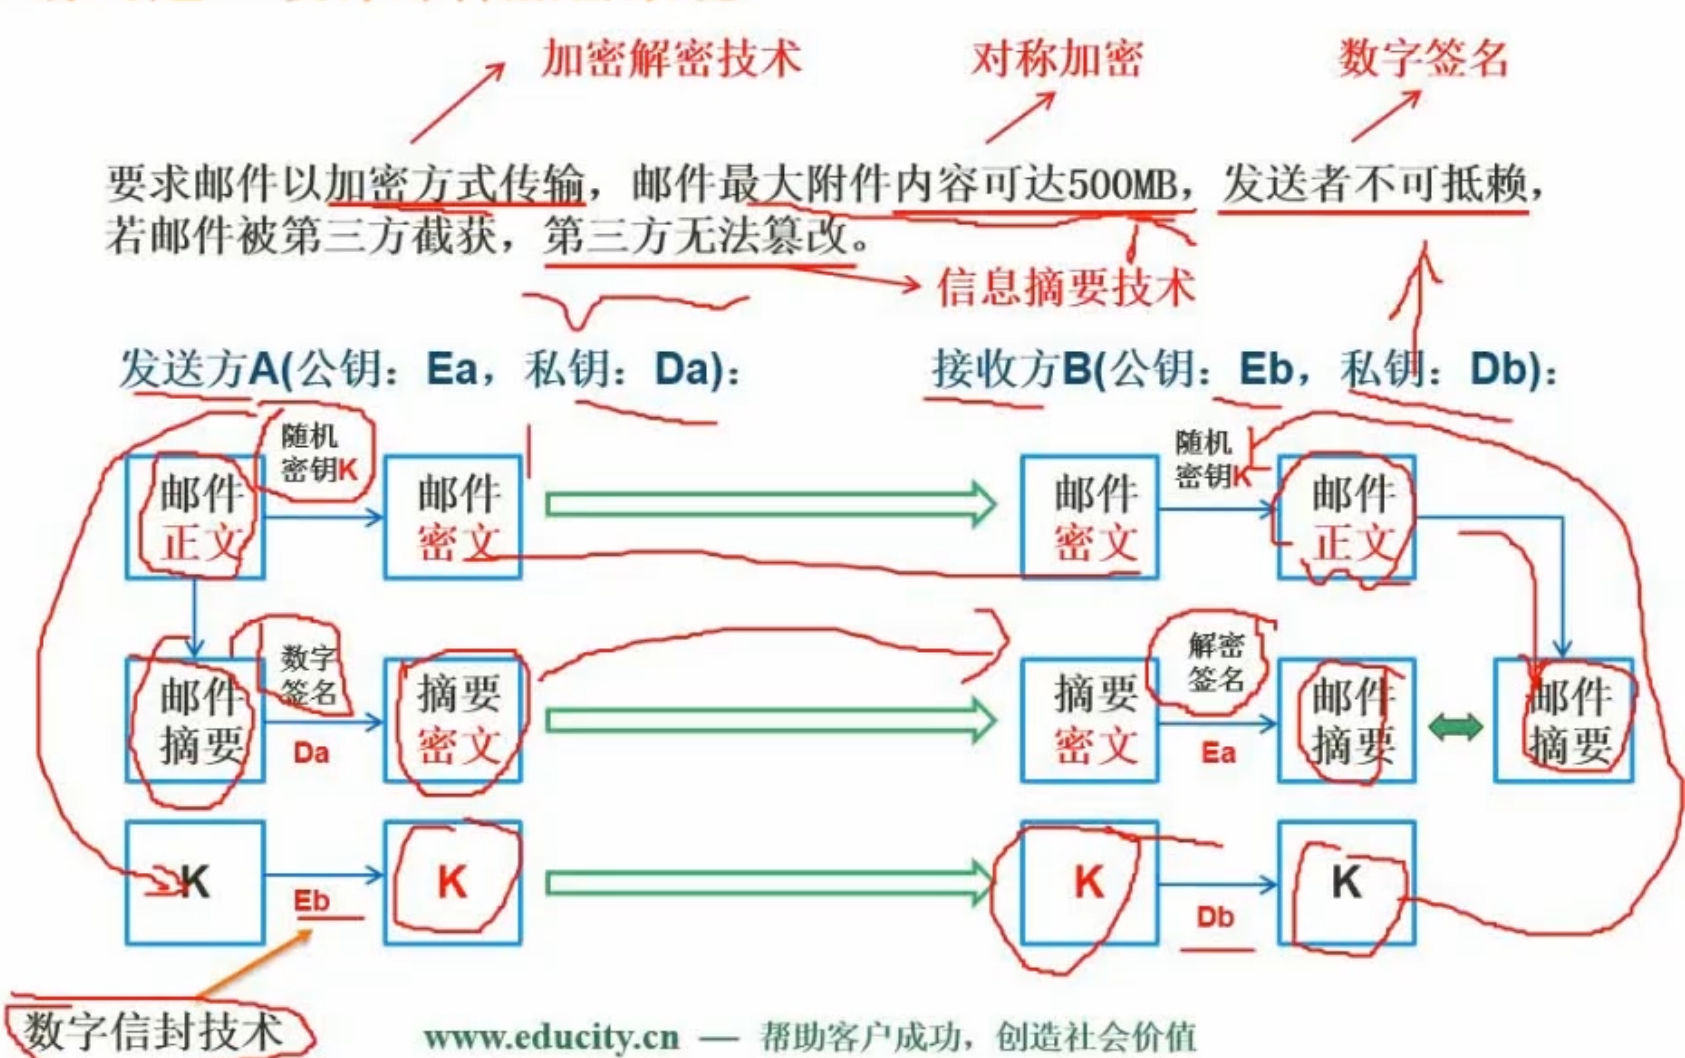 加密解密技术 对称加密 数字签名
要求邮件以加密方式传输，邮件最大附件内容可达500MB，发送者不可抵赖，
若邮件被第三方截获，第三方无法篡改。
信息摘要技术
发送方A(公钥：Ea，私钥：Da)： 接收方B(公钥：Eb，私钥：Db)：
随机
密钥K
邮件
正文
邮件
密文
邮件
密文
随机
密钥K
邮件
正文
邮件
摘要
数字
签名
Da
摘要
密文
摘要
密文
解密
签名
Ea
邮件
摘要
邮件
摘要
K
Eb
K
K
Db
K
数字信封技术
www.educity.cn — 帮助客户成功，创造社会价值